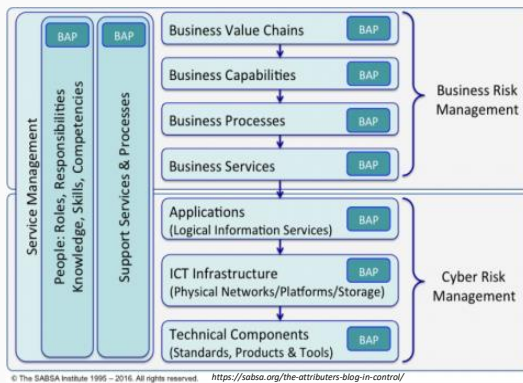 Service Management
BAP
People: Roles, Responsibilities
Knowledge, Skills, Competencies
BAP
Support Services & Processes
Business Value Chains BAP
Business Capabilities BAP
Business Processes BAP
Business Services BAP
Business Risk
Management
Applications BAP
(Logical Information Services)
ICT Infrastructure BAP
(Physical Networks/Platforms/Storage)
Technical Components BAP
(Standards, Products & Tools)
Cyber Risk
Management
© The SABSA Institute 1995 – 2016. All rights reserved. https://sabsa.org/the-attributers-blog-in-control/